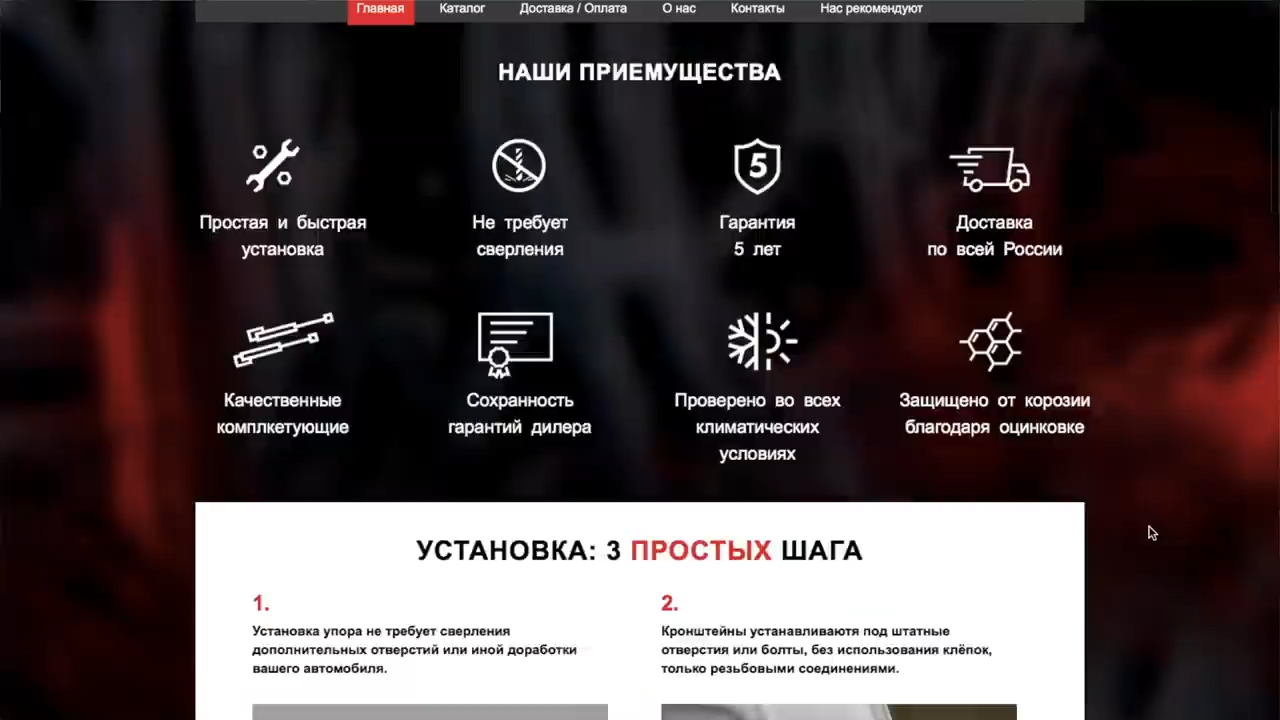 Главная Каталог Доставка / Оплата О нас Контакты Нас рекомендуют
НАШИ ПРИЕМУЩЕСТВА
Простая и быстрая
установка
Не требует
сверления
5
Гарантия
5 лет
Доставка
по всей России
Качественные
комплкетующие
Сохранность
гарантий дилера
Проверено во всех
климатических
условиях
Защищено от корозии
благодаря оцинковке
УСТАНОВКА: 3 ПРОСТЫХ ШАГА
1.
Установка упора не требует сверления
дополнительных отверстий или иной доработки
вашего автомобиля.
2.
Кронштейны устанавливаютя под штатные
отверстия или болты, без использования клёпок,
только резьбовыми соединениями.